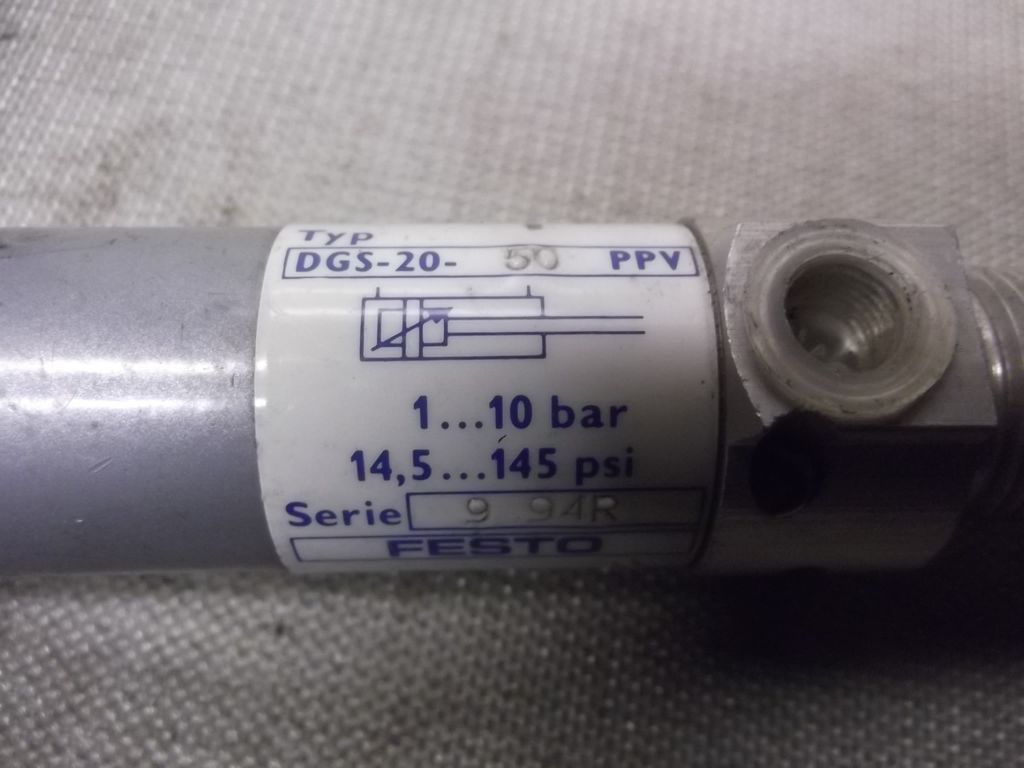 Typ
DGS-20- 50 PPV
1...10 bar
14,5...145 psi
Serie 9 94R
FESTO